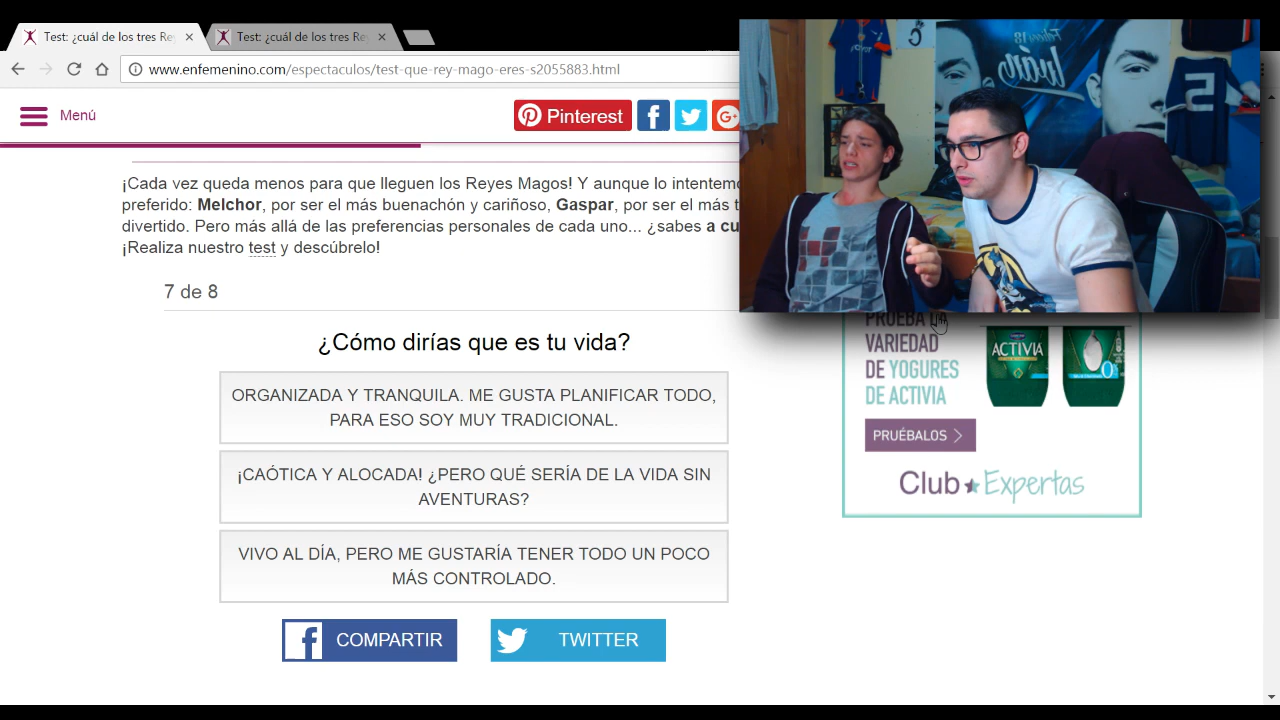 Test: ¿cuál de los tres Re
Test: ¿cuál de los tres Re
www.enfemenino.com/espectaculos/test-que-rey-mago-eres-s2055883.html
Menú
Pinterest
¡Cada vez queda menos para que lleguen los Reyes Magos! Y aunque lo intentemo
preferido: Melchor, por ser el más buenachón y cariñoso, Gaspar, por ser el más t
divertido. Pero más allá de las preferencias personales de cada uno... ¿sabes a cu
¡Realiza nuestro test y descúbrelo!
7 de 8
¿Cómo dirías que es tu vida?
ORGANIZADA Y TRANQUILA. ME GUSTA PLANIFICAR TODO,
PARA ESO SOY MUY TRADICIONAL.
¡CAÓTICA Y ALOCADA! ¿PERO QUÉ SERÍA DE LA VIDA SIN
AVENTURAS?
VIVO AL DÍA, PERO ME GUSTARÍA TENER TODO UN POCO
MÁS CONTROLADO.
COMPARTIR
TWITTER
Iván
5
PRUEBA LA
VARIEDAD
DE YOGURES
DE ACTIVIA
ACTIVIA
0
PRUÉBALOS
Club Expertas